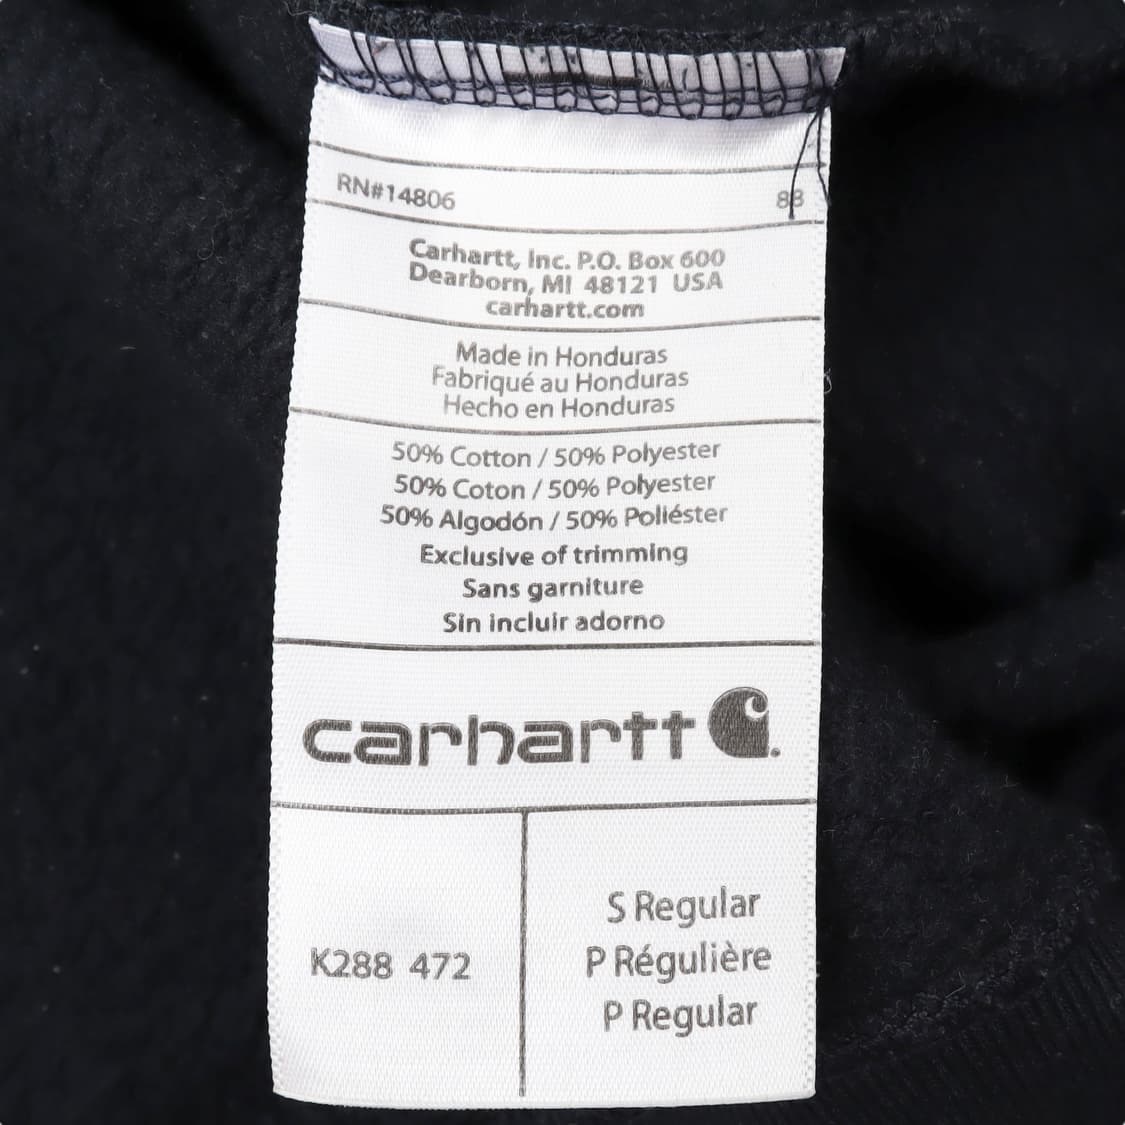 RN#14806 83
Carhartt, Inc. P.O. Box 600
Dearborn, MI 48121 USA
carhartt.com
Made in Honduras
Fabriqué au Honduras
Hecho en Honduras
50% Cotton / 50% Polyester
50% Coton / 50% Polyester
50% Algodón / 50% Poliéster
Exclusive of trimming
Sans garniture
Sin incluir adorno
carhartt
K288 472
S Regular
P Régulière
P Regular